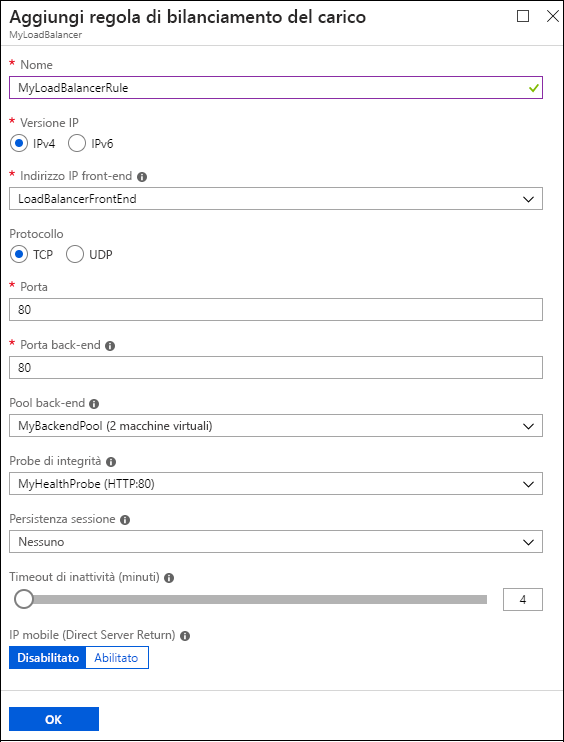 Aggiungi regola di bilanciamento del carico
MyLoadBalancer
* Nome
MyLoadBalancerRule
* Versione IP
IPv4 IPv6
* Indirizzo IP front-end
LoadBalancerFrontEnd
Protocollo
TCP UDP
* Porta
80
* Porta back-end
80
Pool back-end
MyBackendPool (2 macchine virtuali)
Probe di integrità
MyHealthProbe (HTTP:80)
Persistenza sessione
Nessuno
Timeout di inattività (minuti)
4
IP mobile (Direct Server Return)
Disabilitato Abilitato
OK